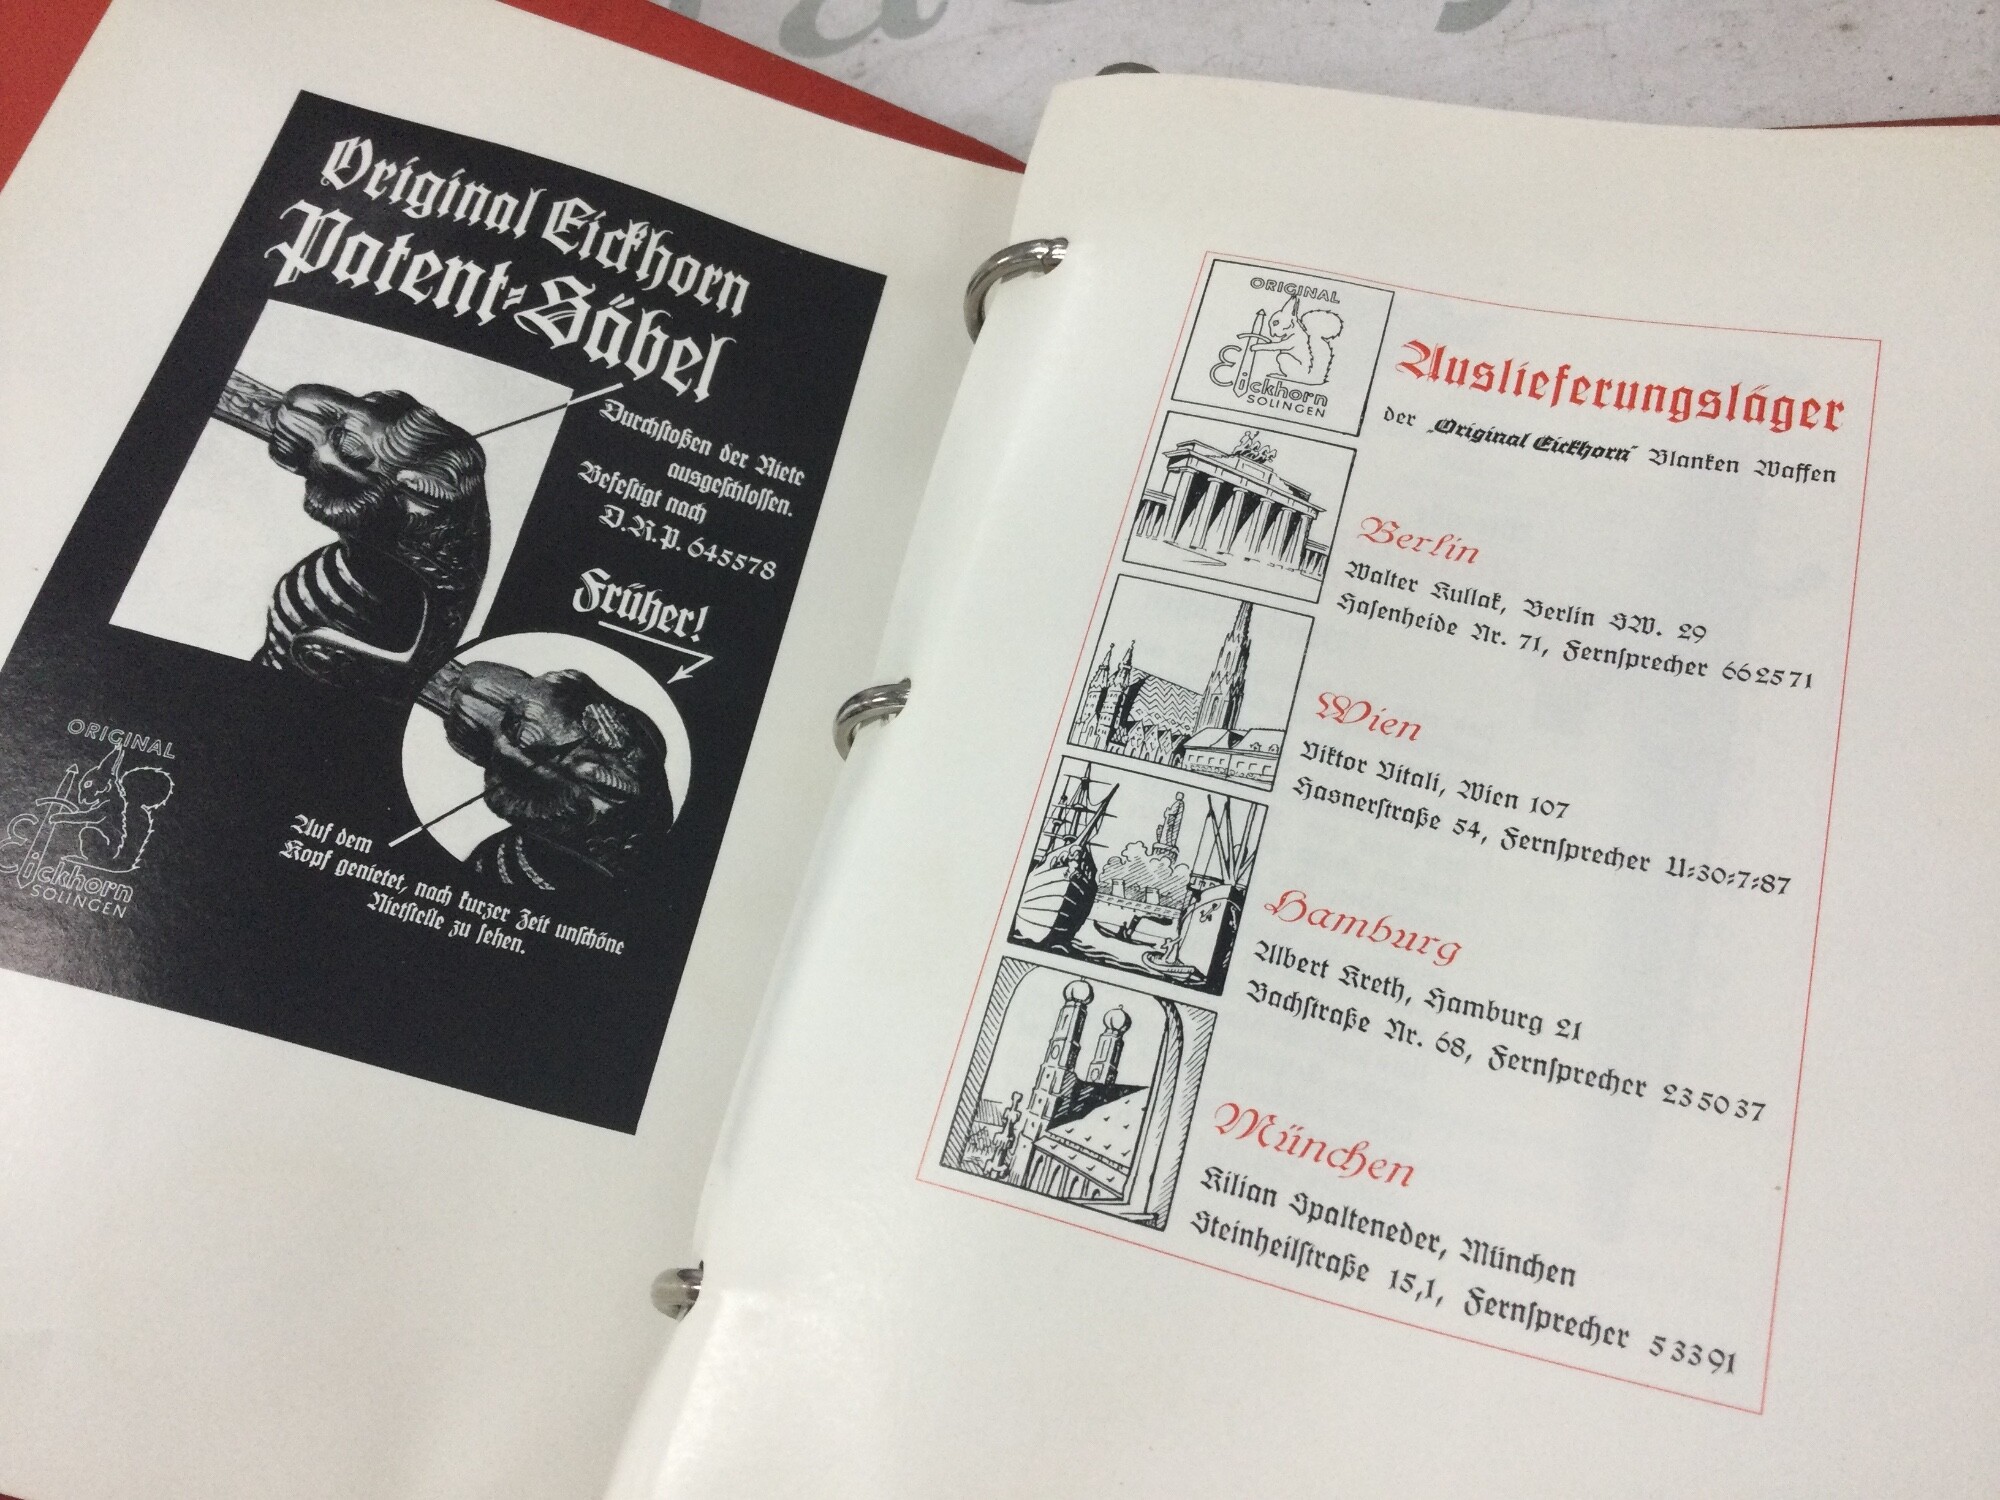 Original Eickhorn
Patent-Säbel
Durchstoßen der Niete
ausgeschlossen.
Befestigt nach
D.R.P. 645578
Früher!
Auf dem
Kopf genietet, nach kurzer Zeit unschöne
Nietstelle zu sehen.
ORIGINAL
Eickhorn
SOLINGEN
ORIGINAL
Eickhorn
SOLINGEN
Auslieferungsläger
der „Original Eickhorn" Blanken Waffen
Berlin
Walter Kullak, Berlin SW. 29
Hasenheide Nr. 71, Fernsprecher 662571
Wien
Viktor Vitali, Wien 107
Hasnerstraße 54, Fernsprecher U=30=7=87
Hamburg
Albert Kreth, Hamburg 21
Bachstraße Nr. 68, Fernsprecher 235037
München
Kilian Spalteneder, München
Steinheilstraße 15,1, Fernsprecher 53391